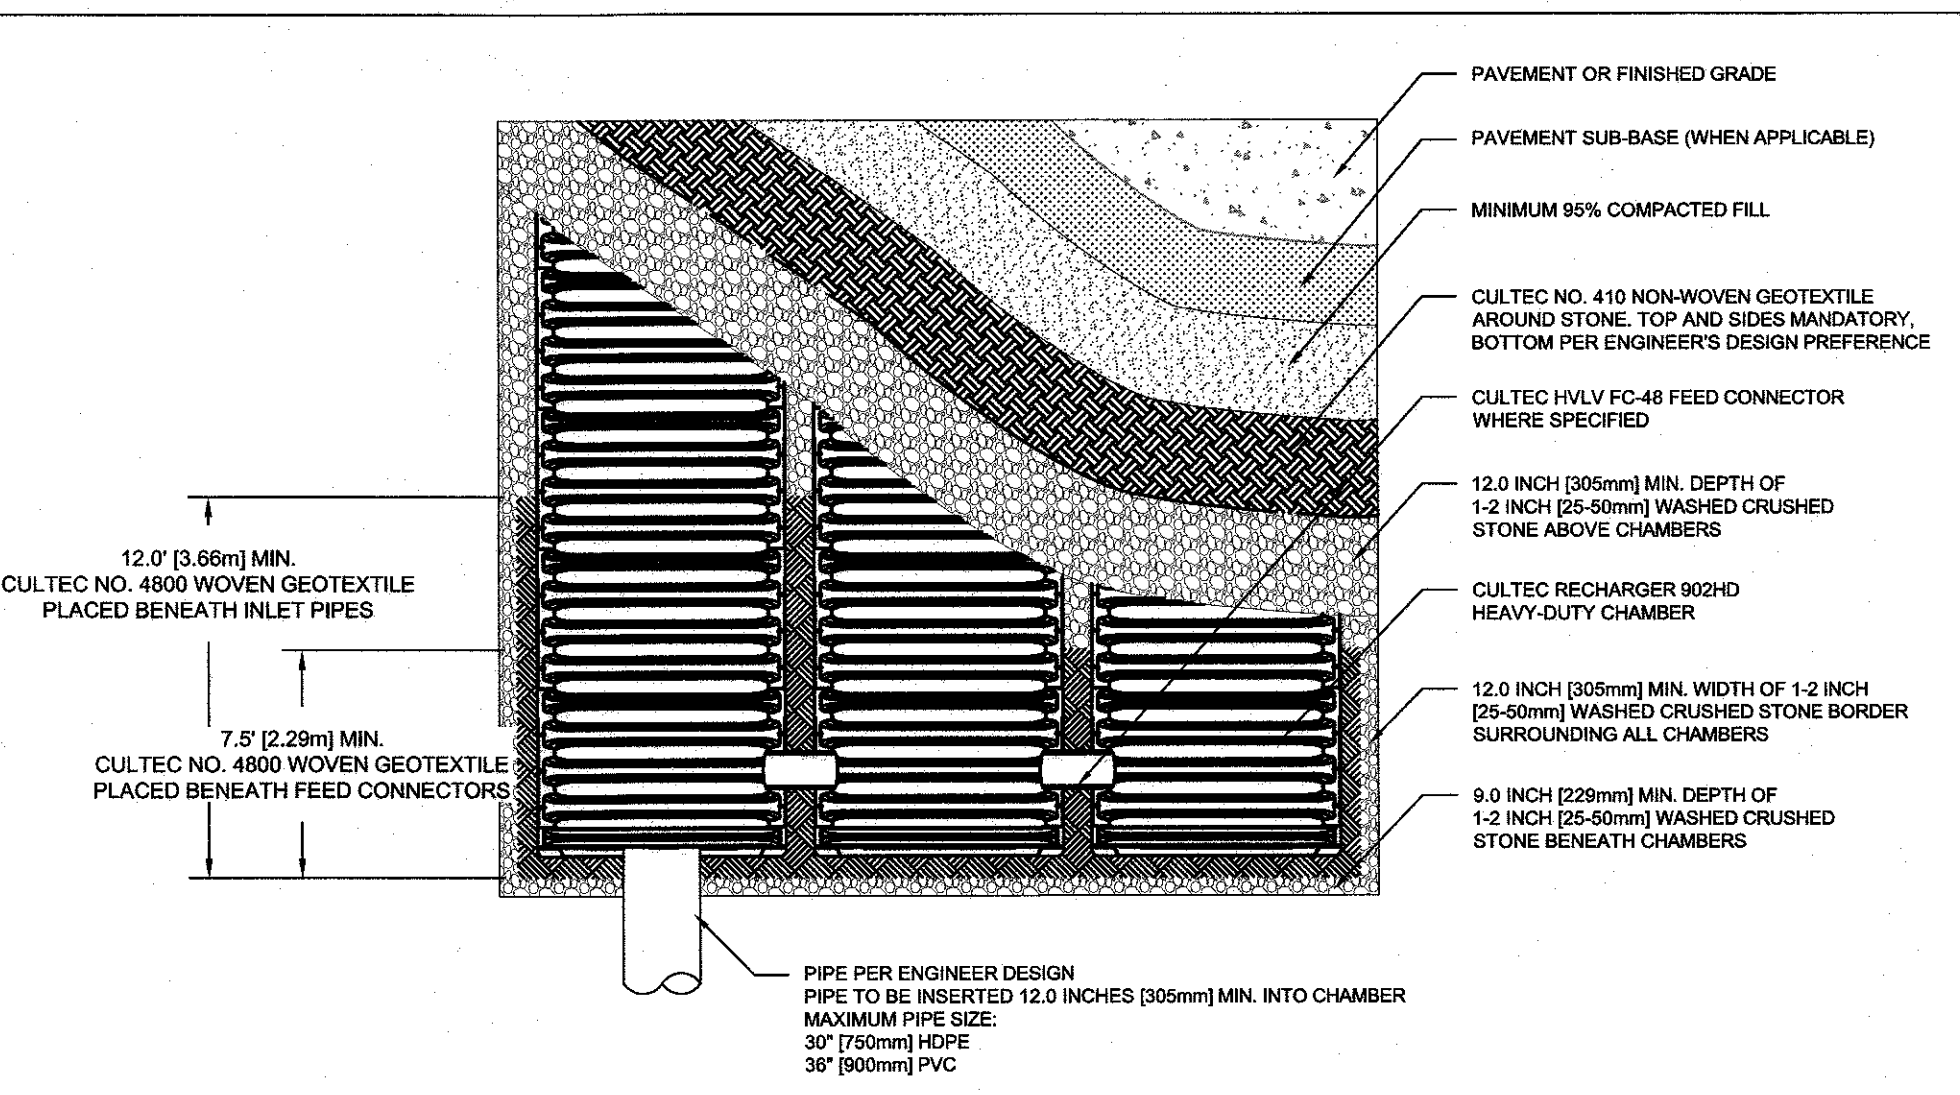 PAVEMENT OR FINISHED GRADE
PAVEMENT SUB-BASE (WHEN APPLICABLE)
MINIMUM 95% COMPACTED FILL
CULTEC NO. 410 NON-WOVEN GEOTEXTILE
AROUND STONE. TOP AND SIDES MANDATORY,
BOTTOM PER ENGINEER'S DESIGN PREFERENCE
CULTEC HVLV FC-48 FEED CONNECTOR
WHERE SPECIFIED
12.0 INCH [305mm] MIN. DEPTH OF
1-2 INCH [25-50mm] WASHED CRUSHED
STONE ABOVE CHAMBERS
CULTEC RECHARGER 902HD
HEAVY-DUTY CHAMBER
12.0 INCH [305mm] MIN. WIDTH OF 1-2 INCH
[25-50mm] WASHED CRUSHED STONE BORDER
SURROUNDING ALL CHAMBERS
9.0 INCH [229mm] MIN. DEPTH OF
1-2 INCH [25-50mm] WASHED CRUSHED
STONE BENEATH CHAMBERS
12.0' [3.66m] MIN.
CULTEC NO. 4800 WOVEN GEOTEXTILE
PLACED BENEATH INLET PIPES
7.5' [2.29m] MIN.
CULTEC NO. 4800 WOVEN GEOTEXTILE
PLACED BENEATH FEED CONNECTORS
PIPE PER ENGINEER DESIGN
PIPE TO BE INSERTED 12.0 INCHES [305mm] MIN. INTO CHAMBER
MAXIMUM PIPE SIZE:
30" [750mm] HDPE
36" [900mm] PVC